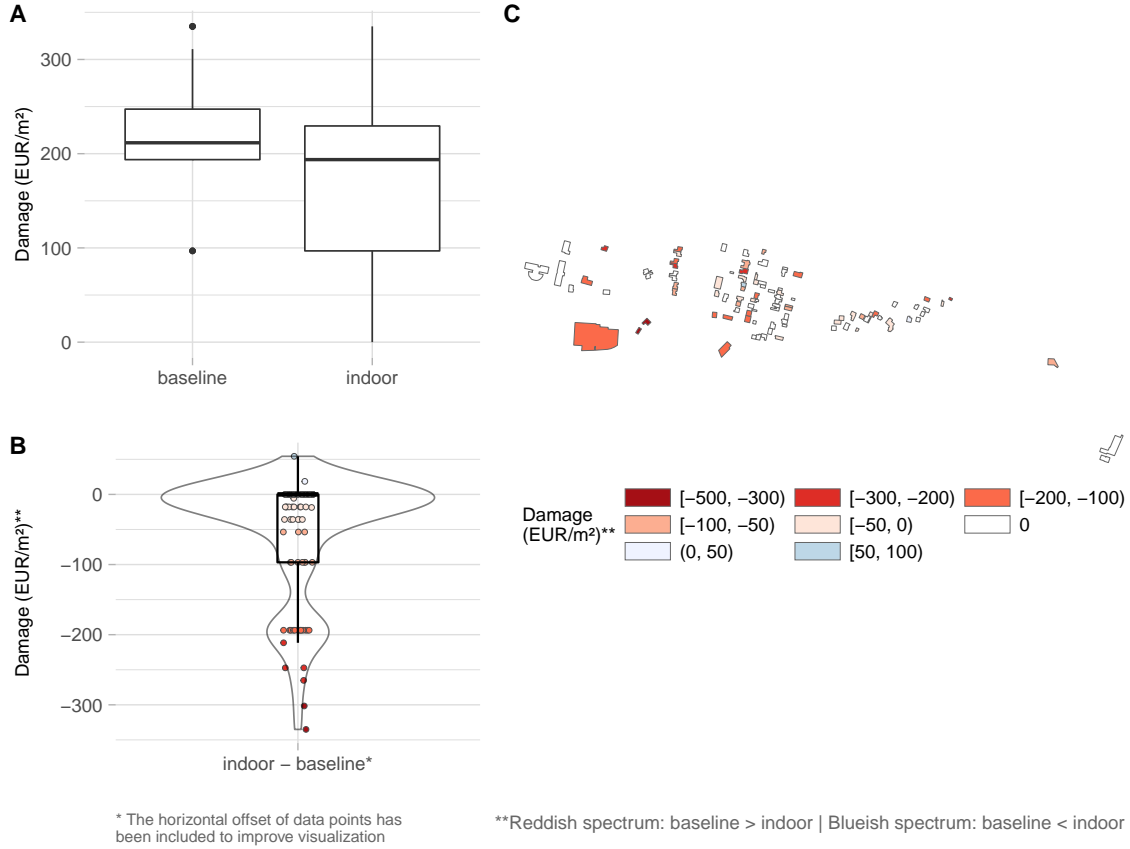 A
Damage (EUR/m²)
300
200
100
0
baseline
indoor
B
Damage (EUR/m²)**
0
−100
−200
−300
indoor − baseline*
* The horizontal offset of data points has
been included to improve visualization
C
Damage
(EUR/m²)**
[−500, −300)
[−300, −200)
[−200, −100)
[−100, −50)
[−50, 0)
0
(0, 50)
[50, 100)
**Reddish spectrum: baseline > indoor | Blueish spectrum: baseline < indoor